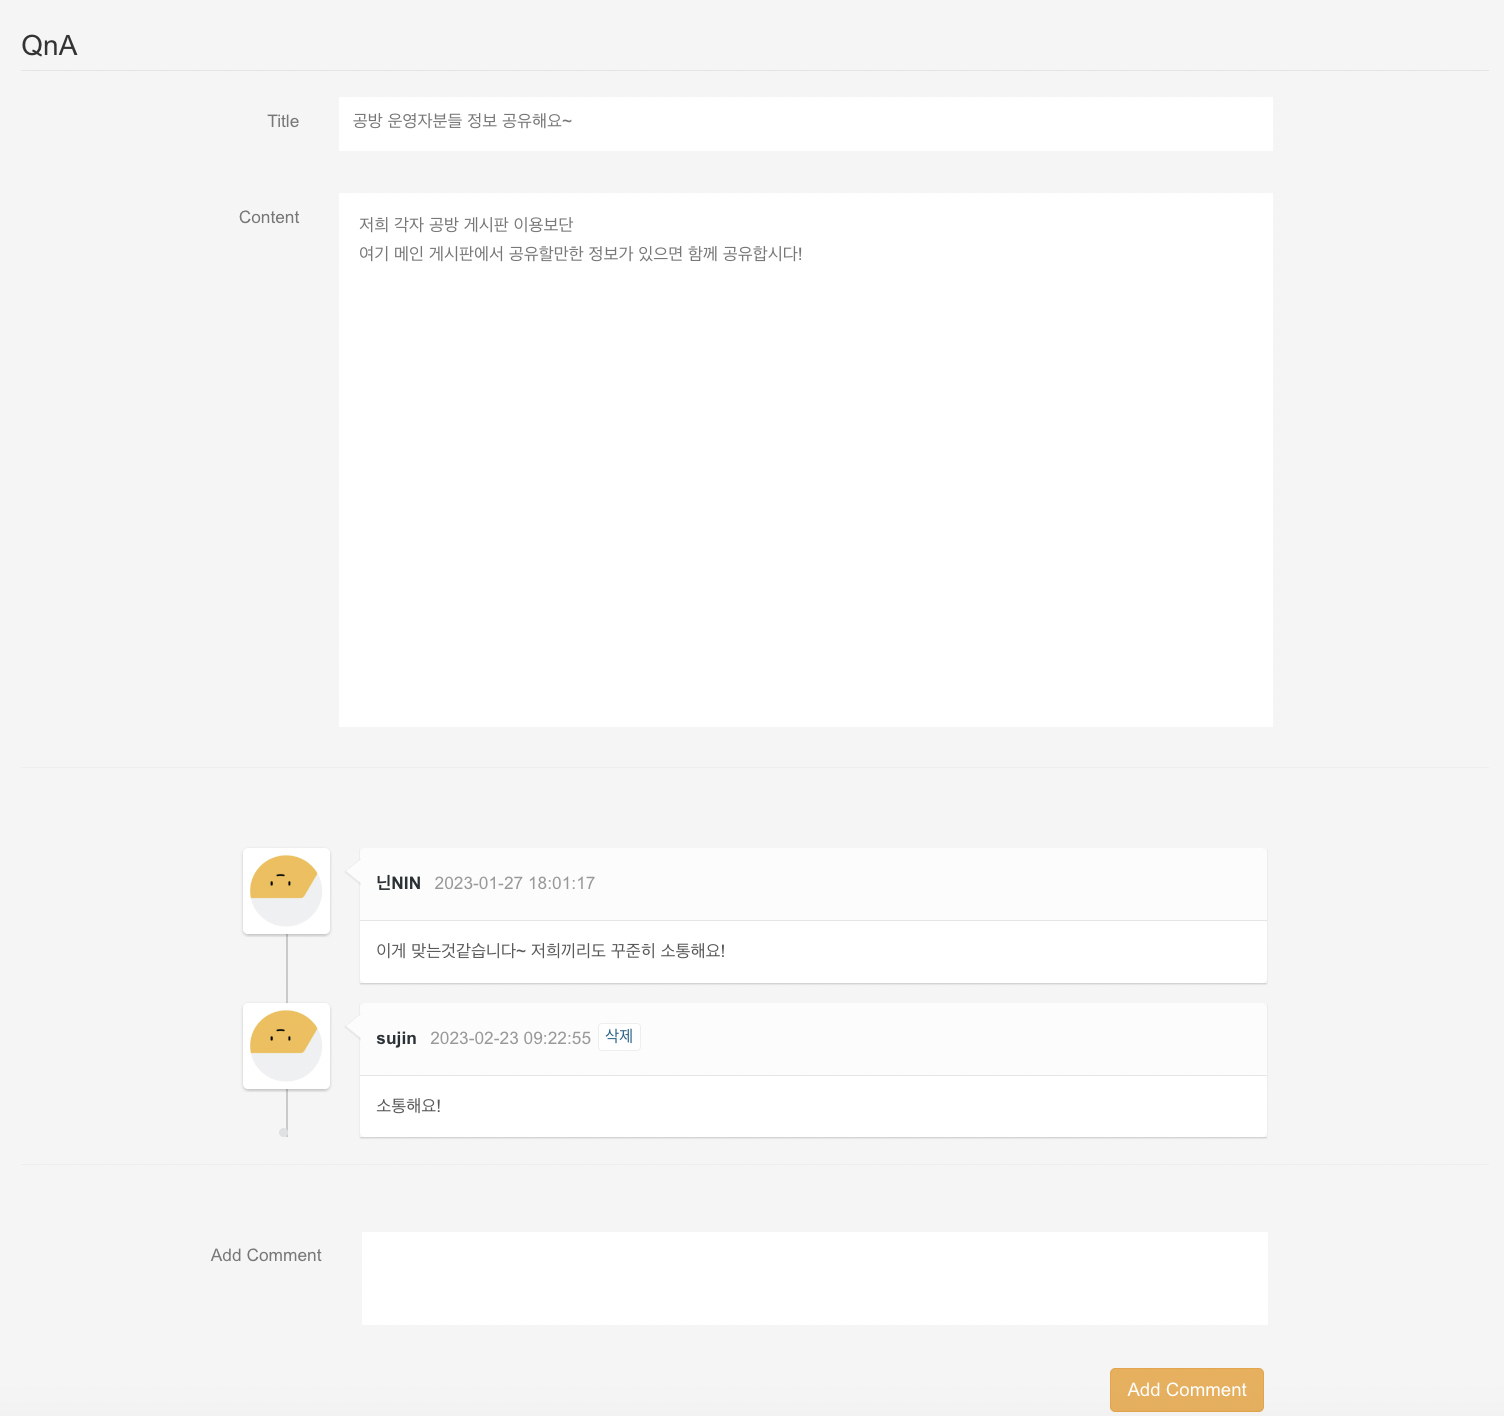 QnA
Title
공방 운영자분들 정보 공유해요~
Content
저희 각자 공방 게시판 이용보단
여기 메인 게시판에서 공유할만한 정보가 있으면 함께 공유합시다!
닌NIN 2023-01-27 18:01:17
이게 맞는것같습니다~ 저희끼리도 꾸준히 소통해요!
sujin 2023-02-23 09:22:55 삭제
소통해요!
Add Comment
Add Comment